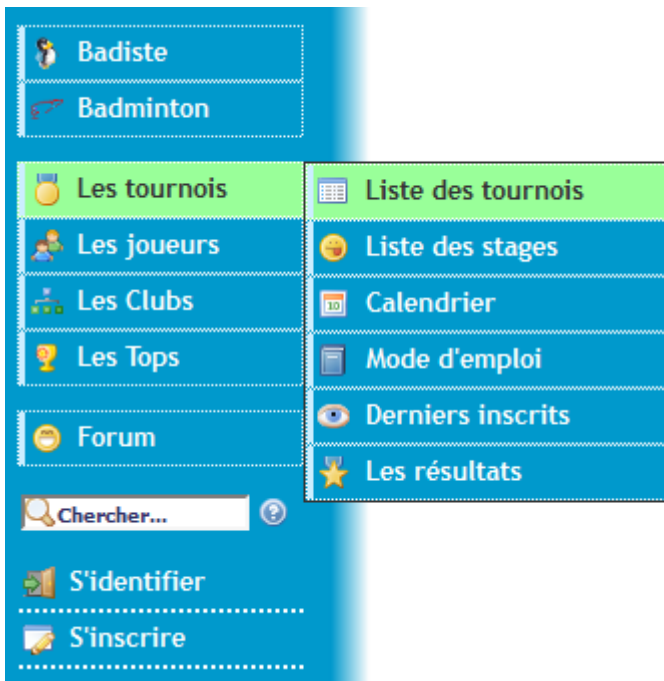 Badiste
Badminton
Les tournois
Les joueurs
Les Clubs
Les Tops
Forum
Chercher...
S'identifier
S'inscrire
Liste des tournois
Liste des stages
10
Calendrier
Mode d'emploi
Derniers inscrits
Les résultats